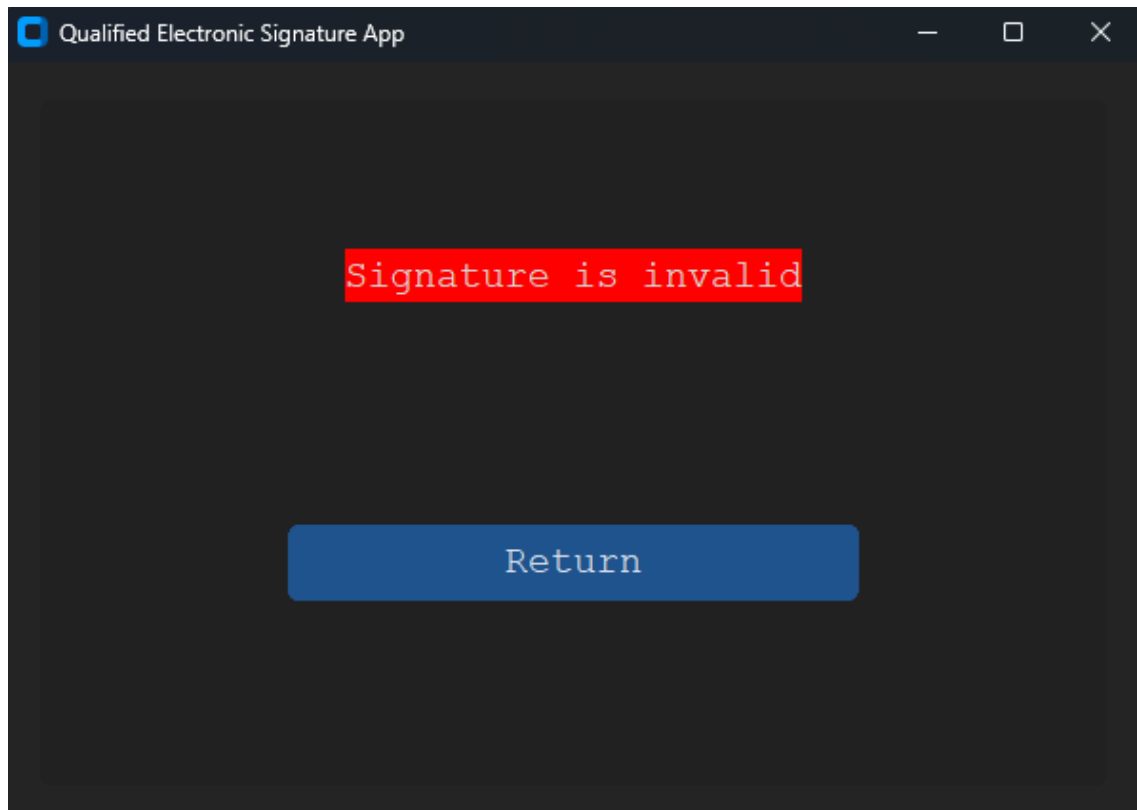 Qualified Electronic Signature App
Signature is invalid
Return